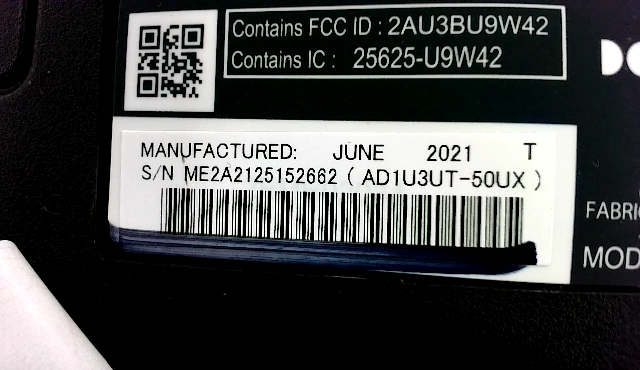 Contains FCC ID : 2AU3BU9W42
Contains IC : 25625-U9W42
MANUFACTURED: JUNE 2021 T
S/N ME2A2125152662 ( AD1U3UT-50UX )
FABRIC
MOD